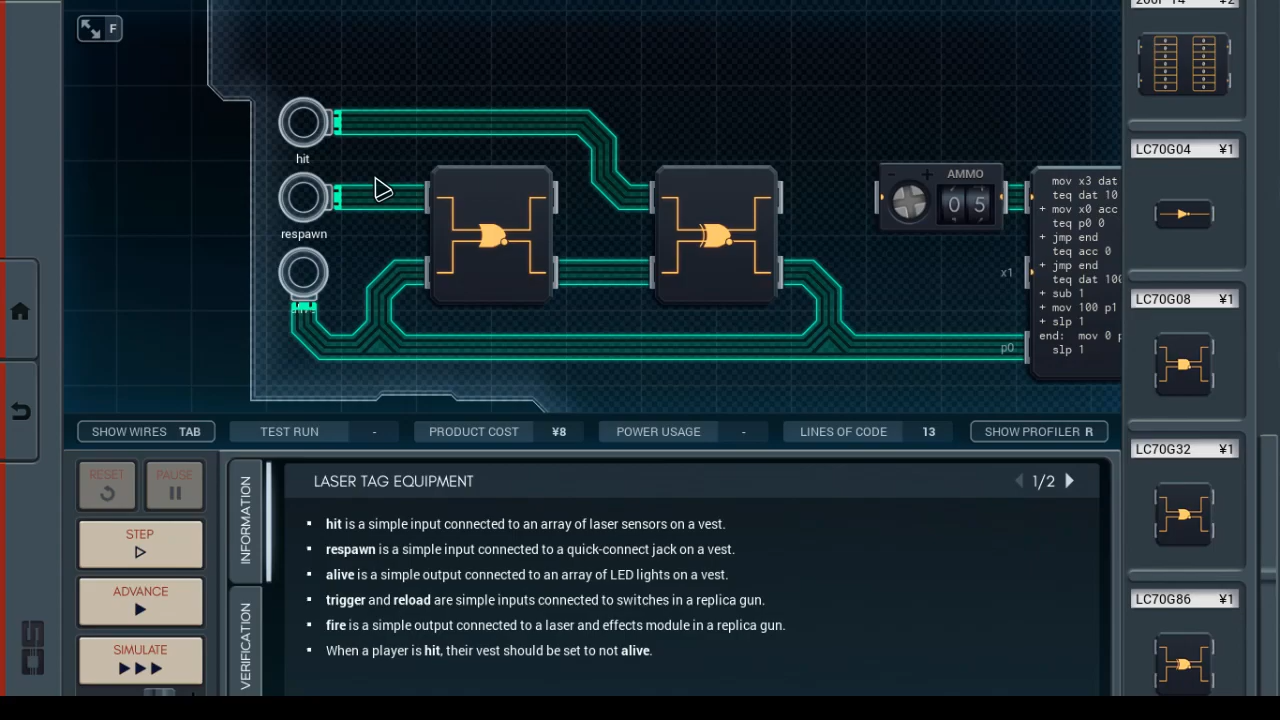 F
200P-14 ¥2
hit
respawn
AMMO
05
x1
p0
mov x3 dat
teq dat 10
+ mov x0 acc
teq p0 0
+ jmp end
teq acc 0
+ jmp end
teq dat 100
+ sub 1
+ mov 100 p1
+ slp 1
end: mov 0 p
slp 1
LC70G04 ¥1
LC70G08 ¥1
LC70G32 ¥1
LC70G86 ¥1
SHOW WIRES TAB
TEST RUN -
PRODUCT COST ¥8
POWER USAGE -
LINES OF CODE 13
SHOW PROFILER R
RESET
PAUSE
STEP
ADVANCE
SIMULATE
INFORMATION
VERIFICATION
LASER TAG EQUIPMENT
1/2
hit is a simple input connected to an array of laser sensors on a vest.
respawn is a simple input connected to a quick-connect jack on a vest.
alive is a simple output connected to an array of LED lights on a vest.
trigger and reload are simple inputs connected to switches in a replica gun.
fire is a simple output connected to a laser and effects module in a replica gun.
When a player is hit, their vest should be set to not alive.